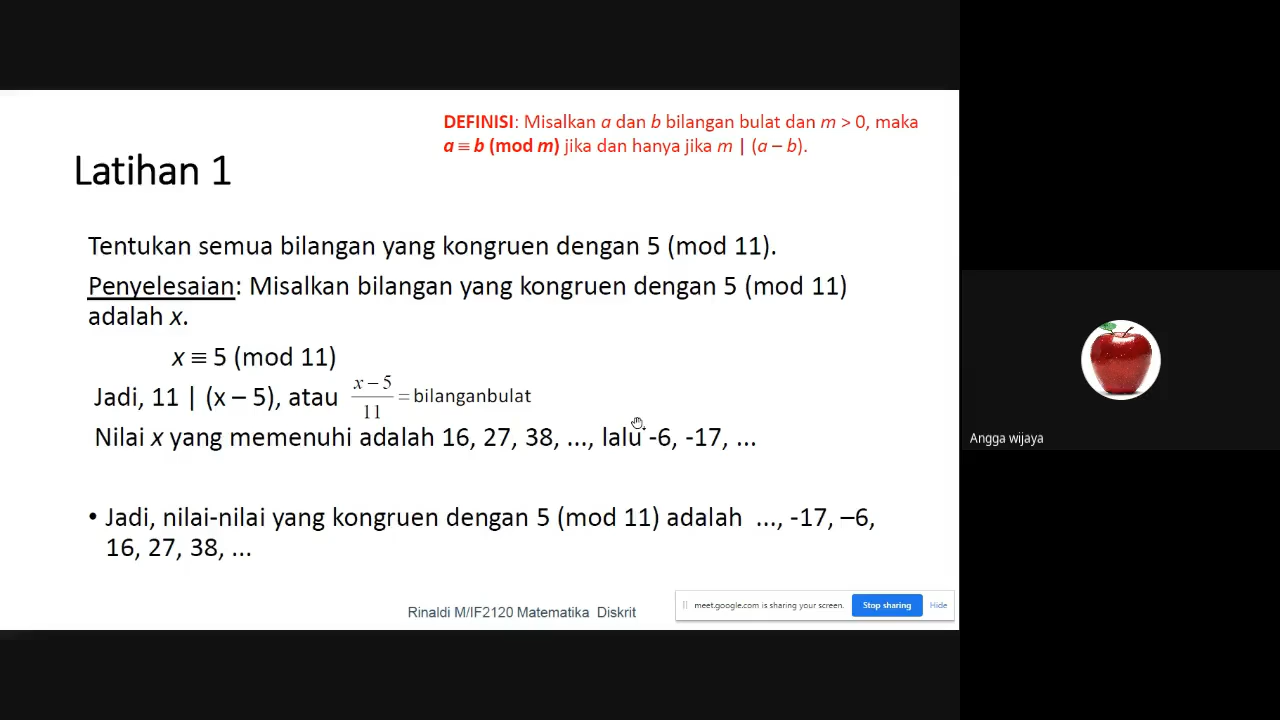 DEFINISI: Misalkan a dan b bilangan bulat dan m > 0, maka
a ≡ b (mod m) jika dan hanya jika m | (a – b).
Latihan 1
Tentukan semua bilangan yang kongruen dengan 5 (mod 11).
Penyelesaian: Misalkan bilangan yang kongruen dengan 5 (mod 11)
adalah x.
x ≡ 5 (mod 11)
Jadi, 11 | (x – 5), atau x – 5 / 11 = bilanganbulat
Nilai x yang memenuhi adalah 16, 27, 38, ..., lalu -6, -17, ...
• Jadi, nilai-nilai yang kongruen dengan 5 (mod 11) adalah ..., -17, –6,
16, 27, 38, ...
Rinaldi M/IF2120 Matematika Diskrit
meet.google.com is sharing your screen. Stop sharing Hide
Angga wijaya